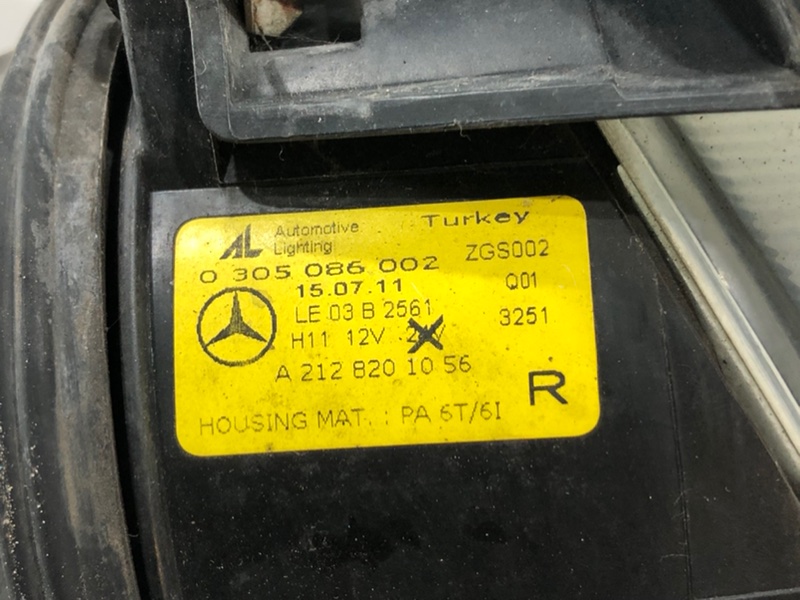 AL Automotive Lighting
Turkey
0 305 086 002
ZGS002
15.07.11
Q01
LE 03 B 2561
3251
H11 12V
A 212 820 10 56
R
HOUSING MAT. : PA 6T/6I